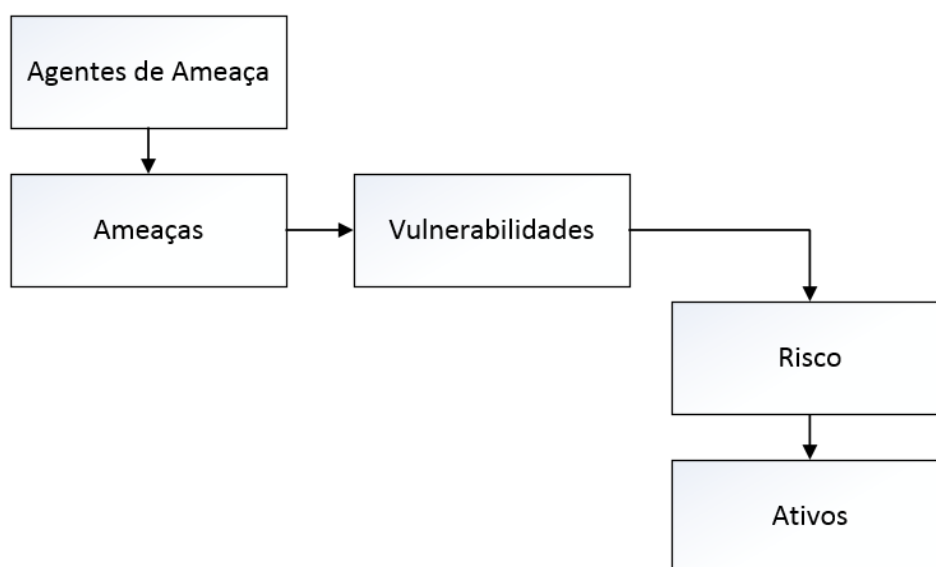 Agentes de Ameaça
Ameaças
Vulnerabilidades
Risco
Ativos